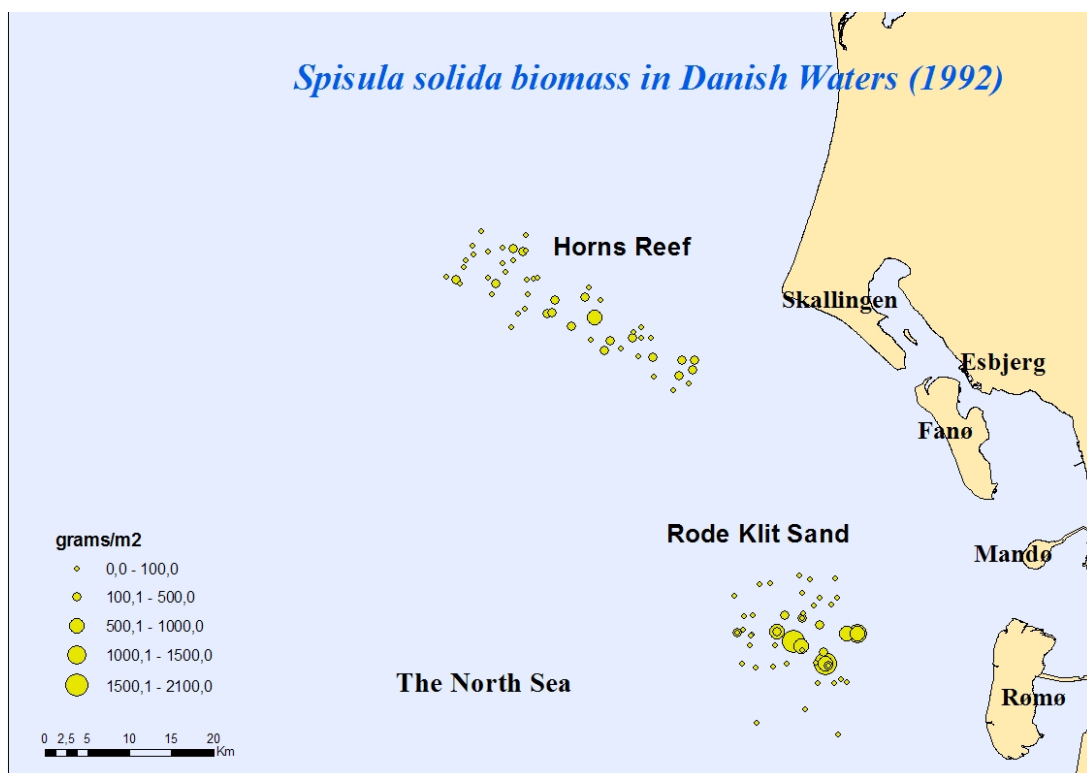 Spisula solida biomass in Danish Waters (1992)
Horns Reef
Skallingen
Esbjerg
Fanø
Rode Klit Sand
Mandø
grams/m2
0,0 - 100,0
100,1 - 500,0
500,1 - 1000,0
1000,1 - 1500,0
1500,1 - 2100,0
The North Sea
Rømø
0 2,5 5 10 15 20
Km